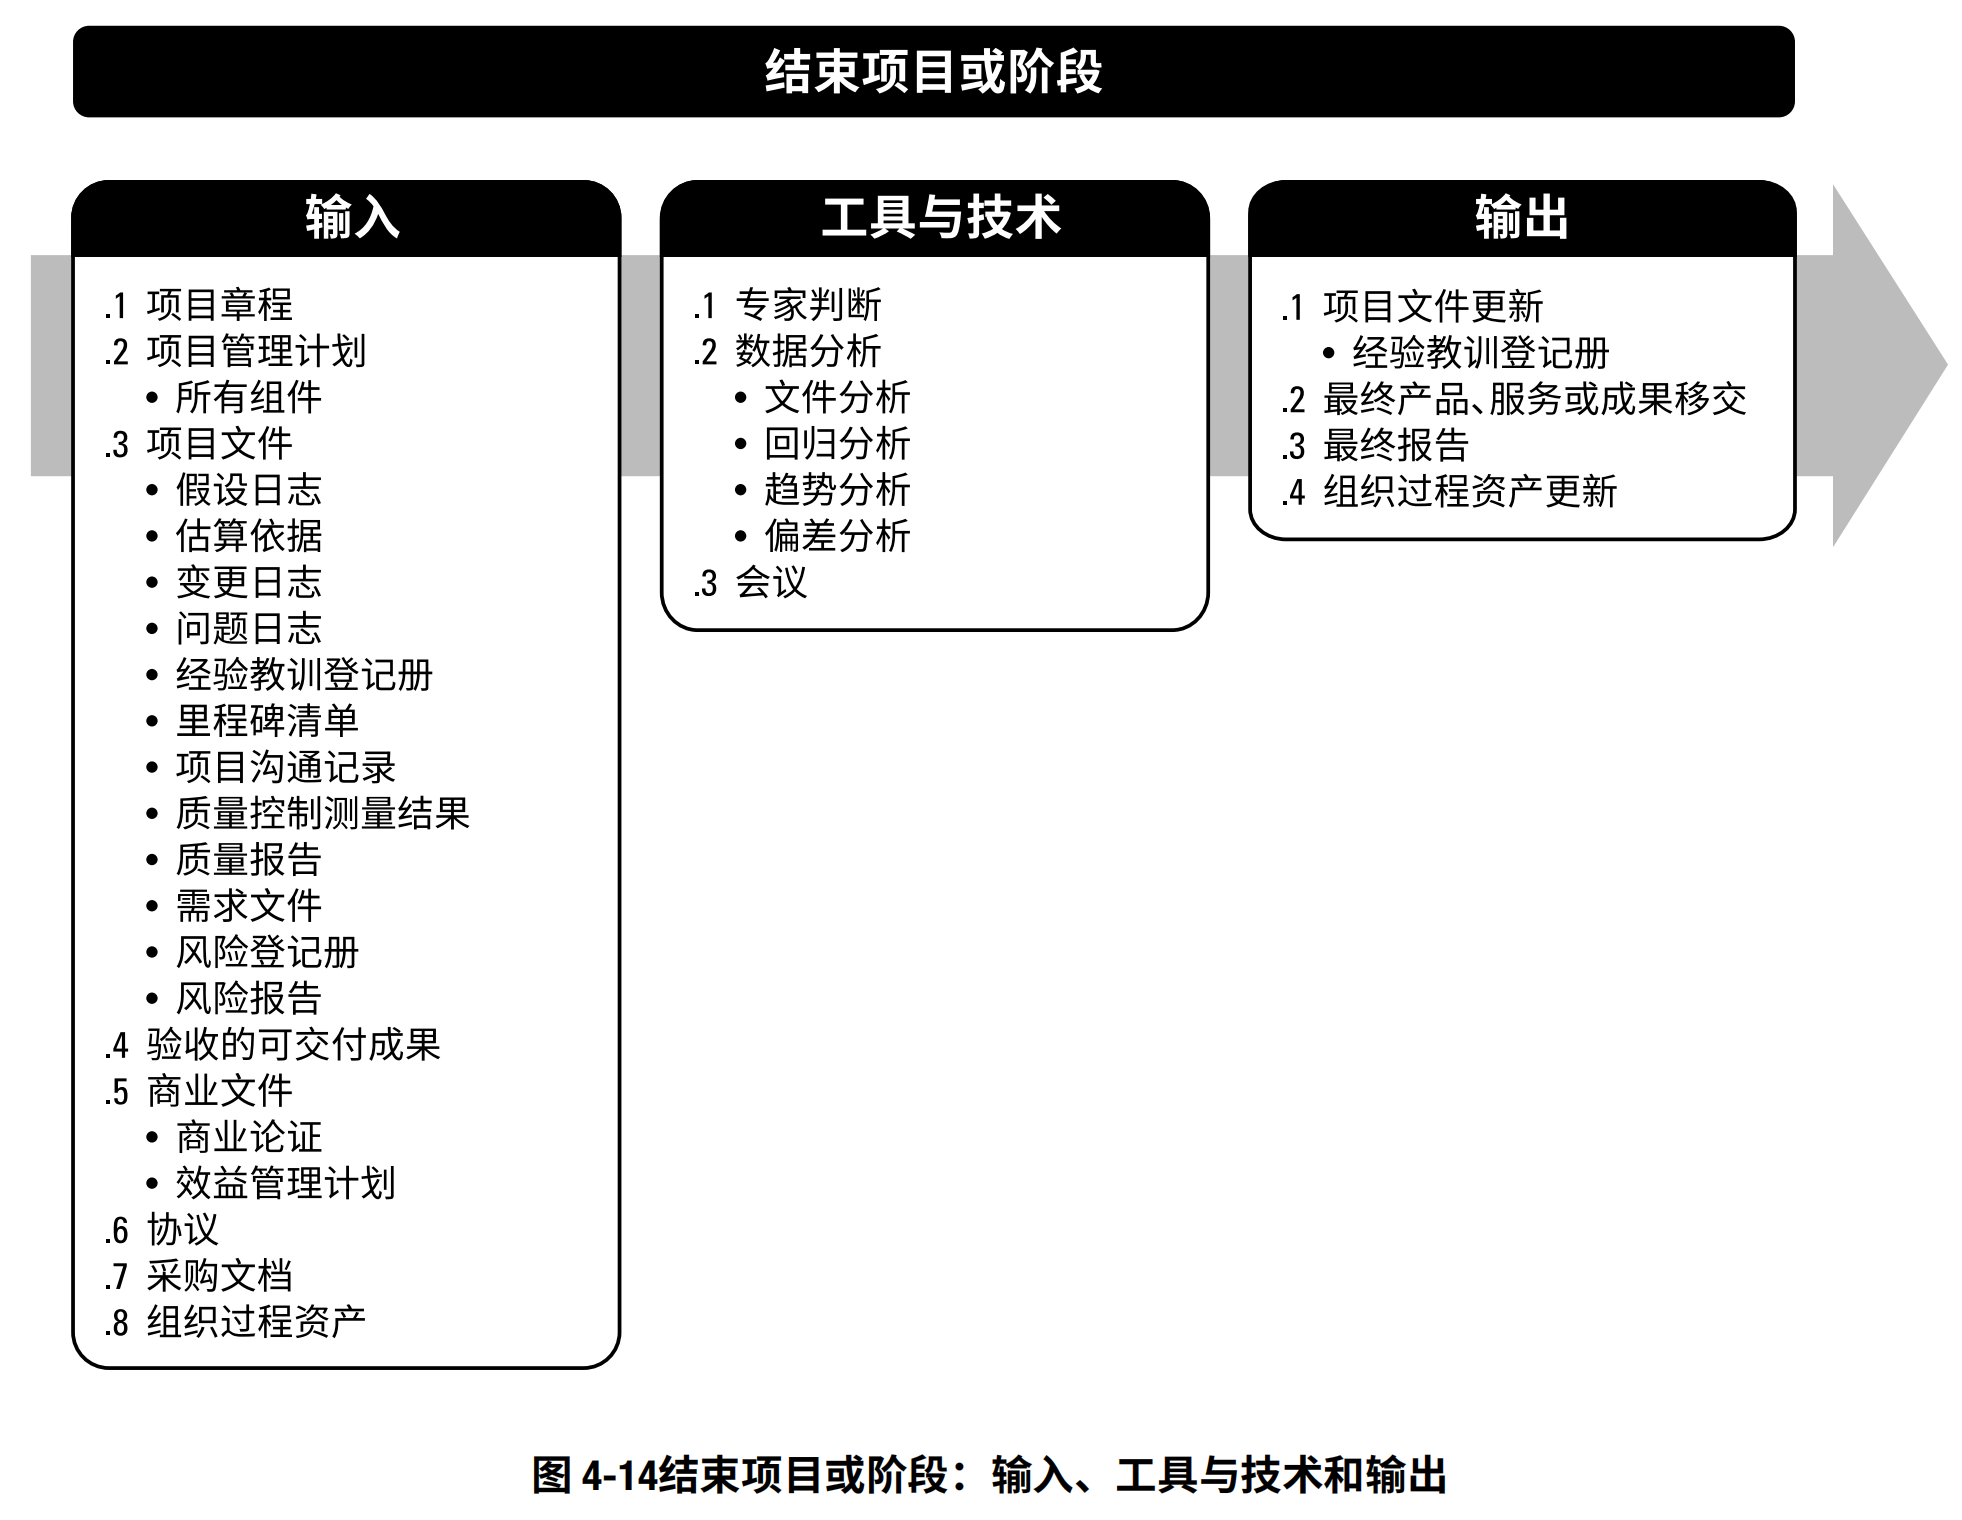 结束项目或阶段
输入
.1 项目章程
.2 项目管理计划
• 所有组件
.3 项目文件
• 假设日志
• 估算依据
• 变更日志
• 问题日志
• 经验教训登记册
• 里程碑清单
• 项目沟通记录
• 质量控制测量结果
• 质量报告
• 需求文件
• 风险登记册
• 风险报告
.4 验收的可交付成果
.5 商业文件
• 商业论证
• 效益管理计划
.6 协议
.7 采购文档
.8 组织过程资产
工具与技术
.1 专家判断
.2 数据分析
• 文件分析
• 回归分析
• 趋势分析
• 偏差分析
.3 会议
输出
.1 项目文件更新
• 经验教训登记册
.2 最终产品、服务或成果移交
.3 最终报告
.4 组织过程资产更新
图 4-14结束项目或阶段：输入、工具与技术和输出